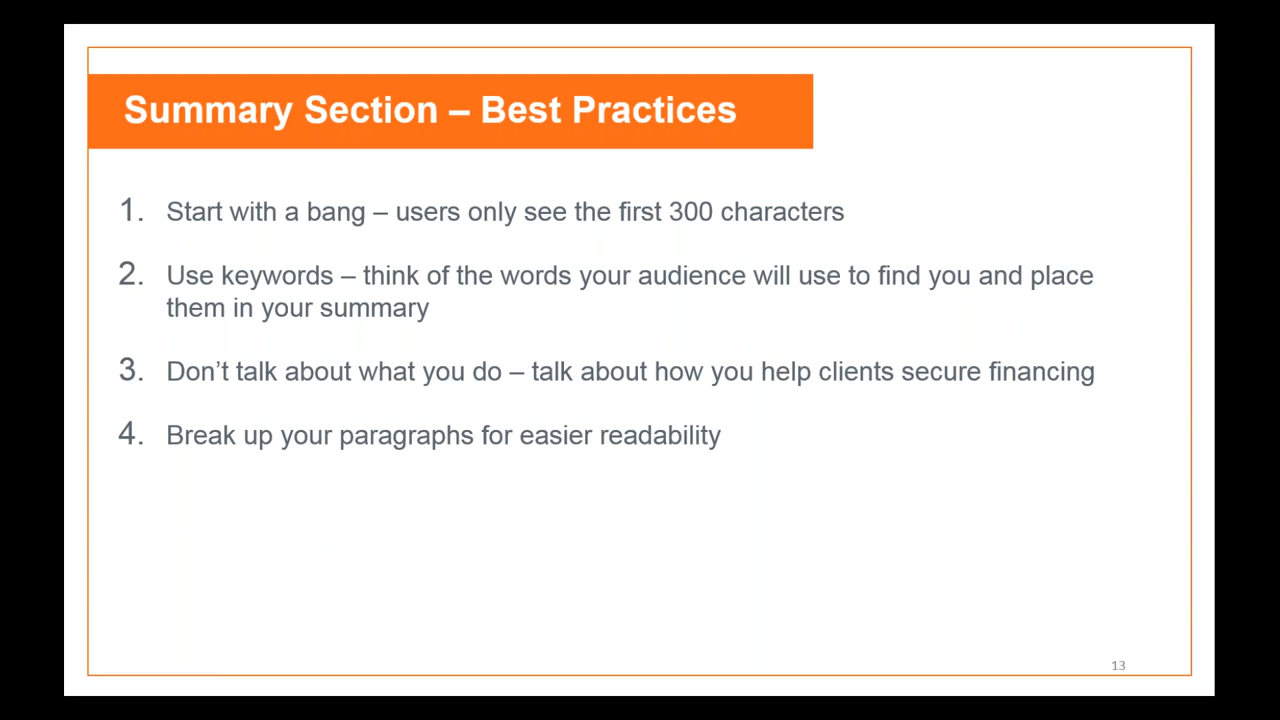 Summary Section – Best Practices
1. Start with a bang – users only see the first 300 characters
2. Use keywords – think of the words your audience will use to find you and place
them in your summary
3. Don’t talk about what you do – talk about how you help clients secure financing
4. Break up your paragraphs for easier readability
13